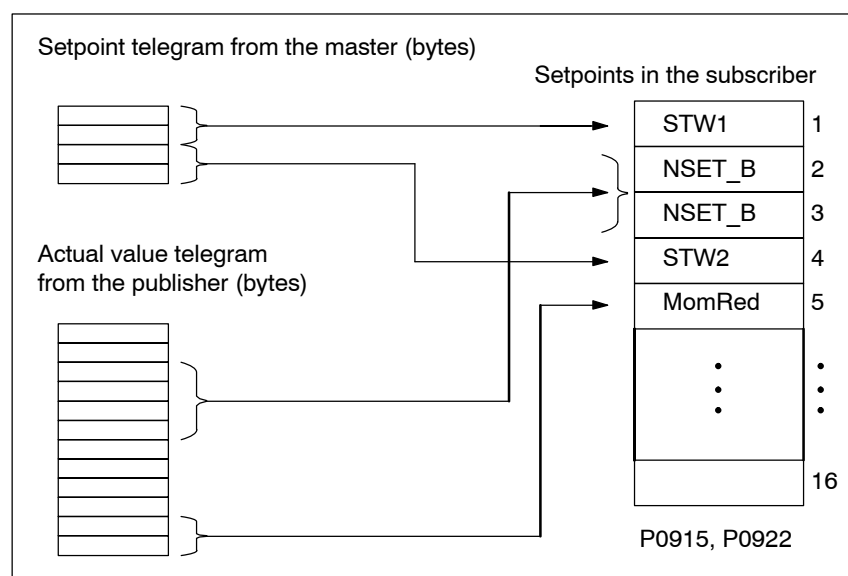 Setpoint telegram from the master (bytes)
Setpoints in the subscriber
STW1 1
NSET_B 2
NSET_B 3
Actual value telegram
from the publisher (bytes)
STW2 4
MomRed 5
16
P0915, P0922